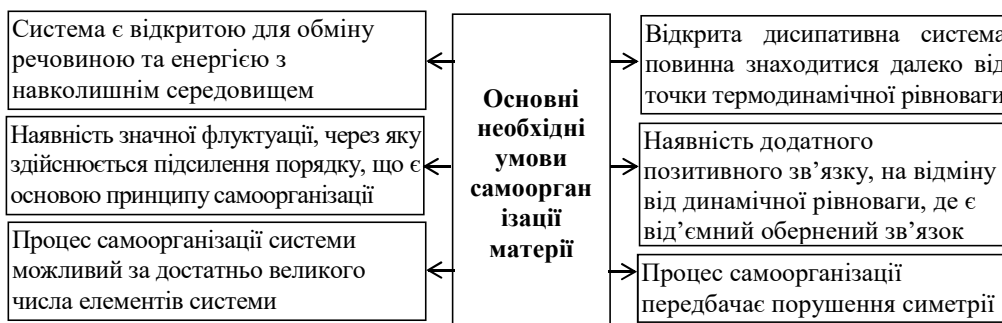 Система є відкритою для обміну
речовиною та енергією з
навколишнім середовищем
Наявність значної флуктуації, через яку
здійснюється підсилення порядку, що є
основою принципу самоорганізації
Процес самоорганізації системи
можливий за достатньо великого
числа елементів системи
Основні
необхідні
умови
самоорган
ізації
матерії
Відкрита дисипативна система
повинна знаходитися далеко від
точки термодинамічної рівноваги
Наявність додатного
позитивного зв’язку, на відміну
від динамічної рівноваги, де є
від’ємний обернений зв’язок
Процес самоорганізації
передбачає порушення симетрії